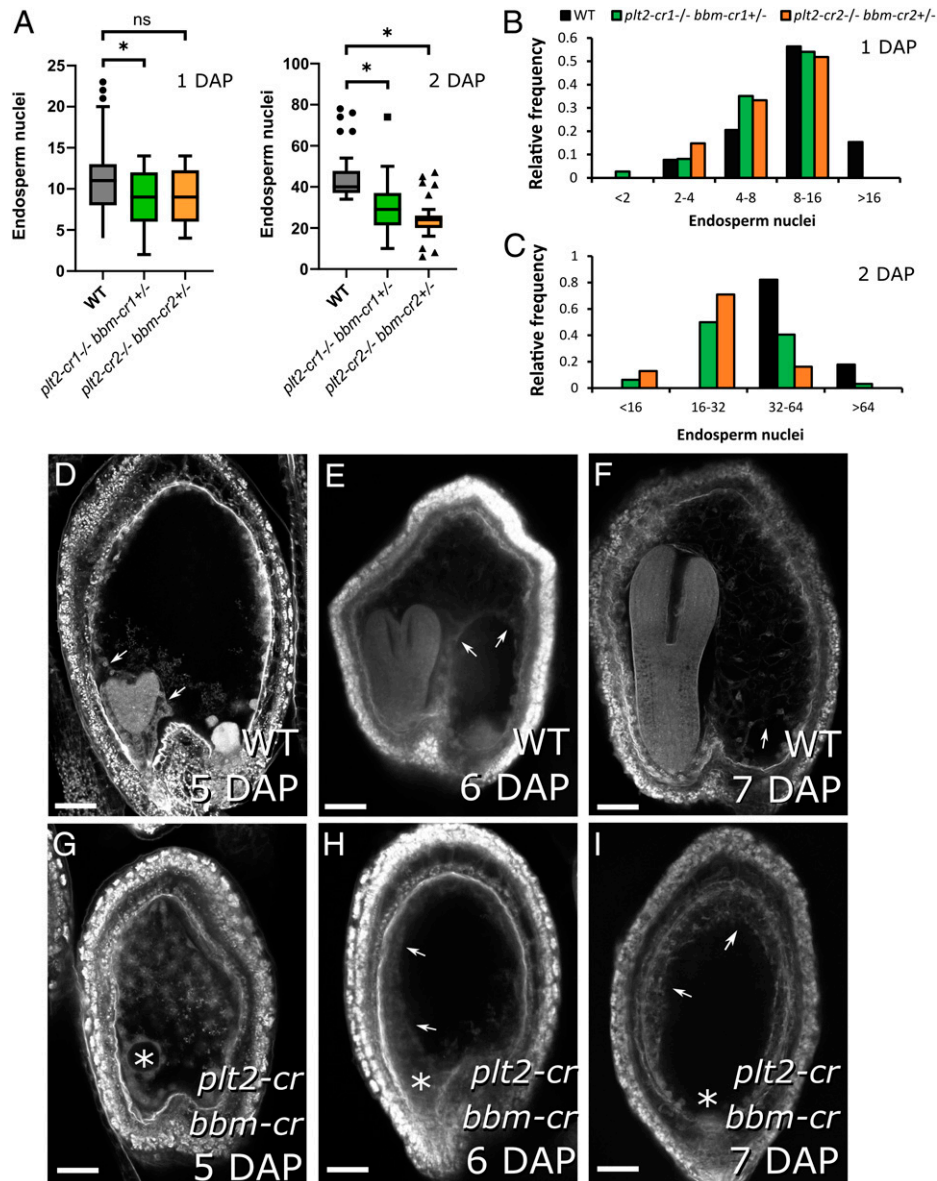 A
ns
*
1 DAP
Endosperm nuclei
25
20
15
10
5
0
WT
plt2-cr1-/- bbm-cr1+/-
plt2-cr2-/- bbm-cr2+/-
*
*
2 DAP
Endosperm nuclei
100
80
60
40
20
0
WT
plt2-cr1-/- bbm-cr1+/-
plt2-cr2-/- bbm-cr2+/-
WT plt2-cr1-/- bbm-cr1+/- plt2-cr2-/- bbm-cr2+/-
B
1 DAP
Relative frequency
0.6
0.5
0.4
0.3
0.2
0.1
0
<2 2-4 4-8 8-16 >16
Endosperm nuclei
C
2 DAP
Relative frequency
1
0.8
0.6
0.4
0.2
0
<16 16-32 32-64 >64
Endosperm nuclei
D
WT
5 DAP
E
WT
6 DAP
F
WT
7 DAP
G
*
plt2-cr
bbm-cr
5 DAP
H
*
plt2-cr
bbm-cr
6 DAP
I
*
plt2-cr
bbm-cr
7 DAP